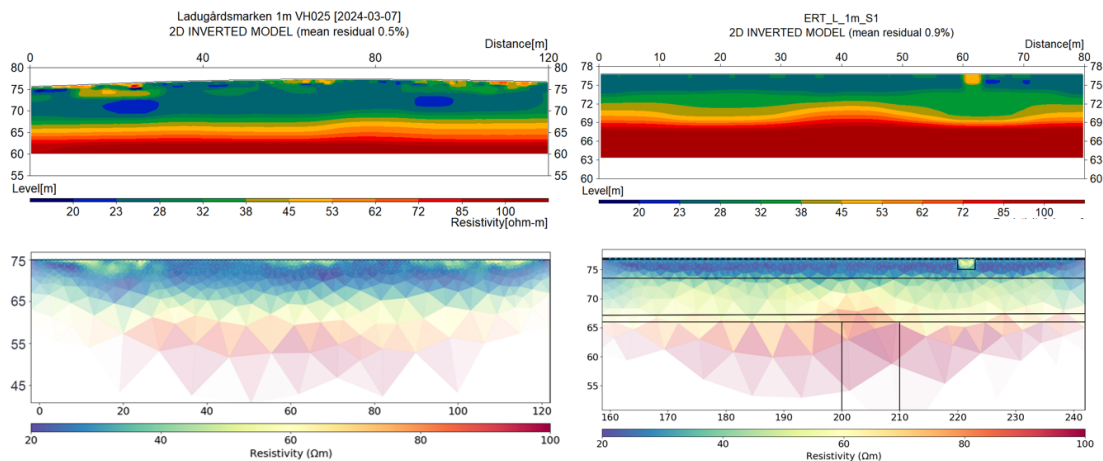 Ladugårdsmarken 1m VH025 [2024-03-07]
2D INVERTED MODEL (mean residual 0.5%)
Distance[m]
0 40 80 120
80 80
75 75
70 70
65 65
60 60
55 55
Level[m]
20 23 28 32 38 45 53 62 72 85 100
Resistivity[ohm-m]
ERT_L_1m_S1
2D INVERTED MODEL (mean residual 0.9%)
Distance[m]
0 10 20 30 40 50 60 70 80
78 78
75 75
72 72
69 69
66 66
63 63
60 60
Level[m]
20 23 28 32 38 45 53 62 72 85 100
75
65
55
45
0 20 40 60 80 100 120
20 40 60 80 100
Resistivity (Ωm)
75
70
65
60
55
160 170 180 190 200 210 220 230 240
20 40 60 80 100
Resistivity (Ωm)